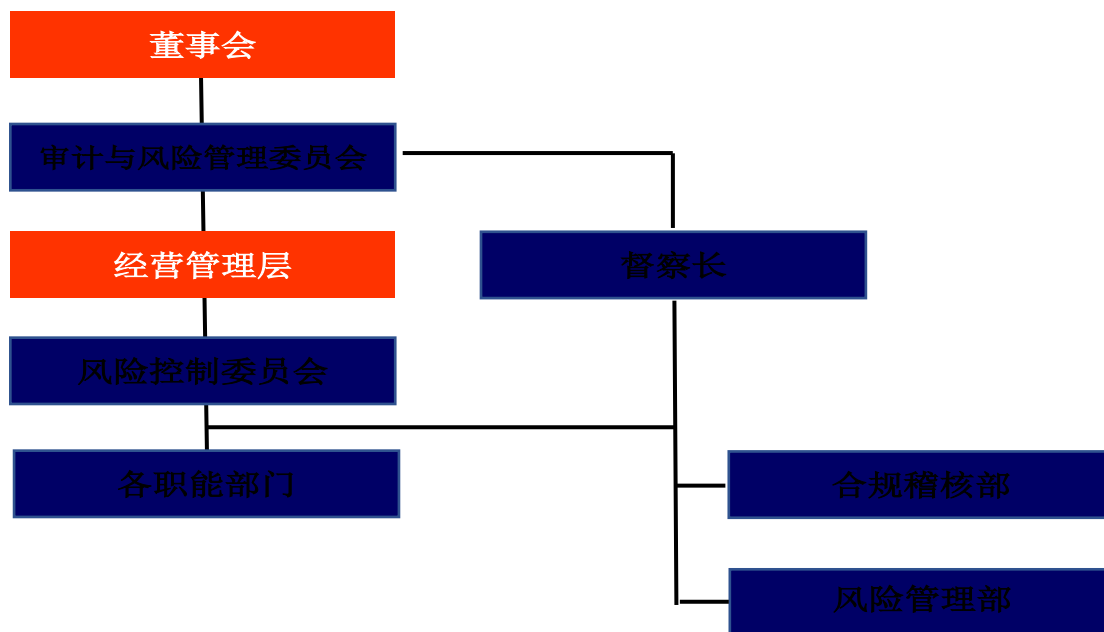 董事会
审计与风险管理委员会
经营管理层
督察长
风险控制委员会
各职能部门
合规稽核部
风险管理部